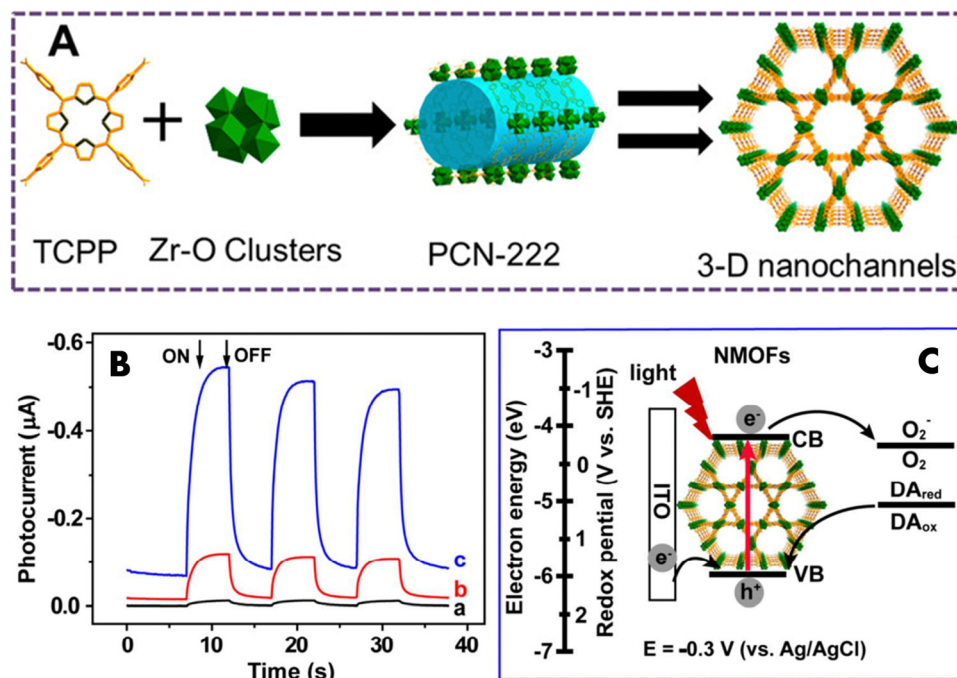 A
TCPP
+
Zr-O Clusters
PCN-222
3-D nanochannels
B
ON
OFF
Photocurrent (μA)
-0.6
-0.4
-0.2
0.0
c
b
a
0
10
20
30
40
Time (s)
C
NMOFs
light
Electron energy (eV)
-3
-4
-5
-6
-7
Redox pential (V vs. SHE)
-1
0
1
2
ITO
e-
e-
CB
VB
h+
O2-
O2
DAred
DAox
E = -0.3 V (vs. Ag/AgCl)